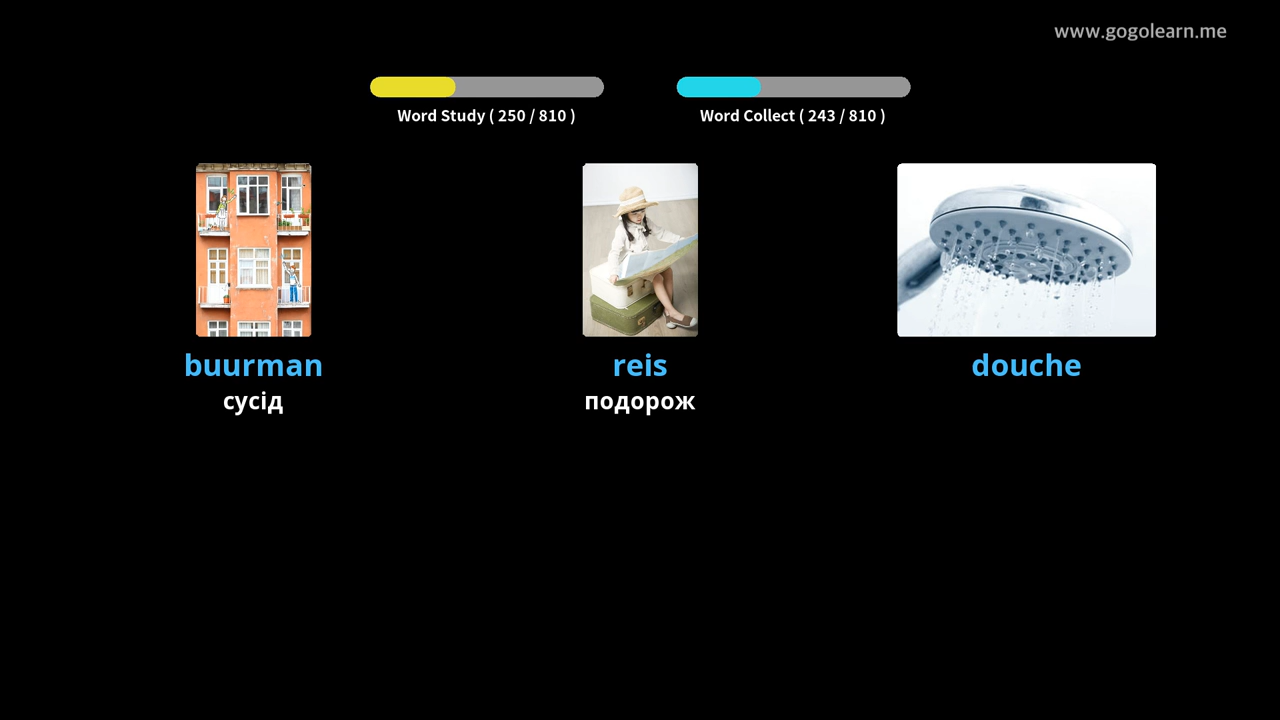 www.gogolearn.me
Word Study ( 250 / 810 )
Word Collect ( 243 / 810 )
buurman
сусід
reis
подорож
douche